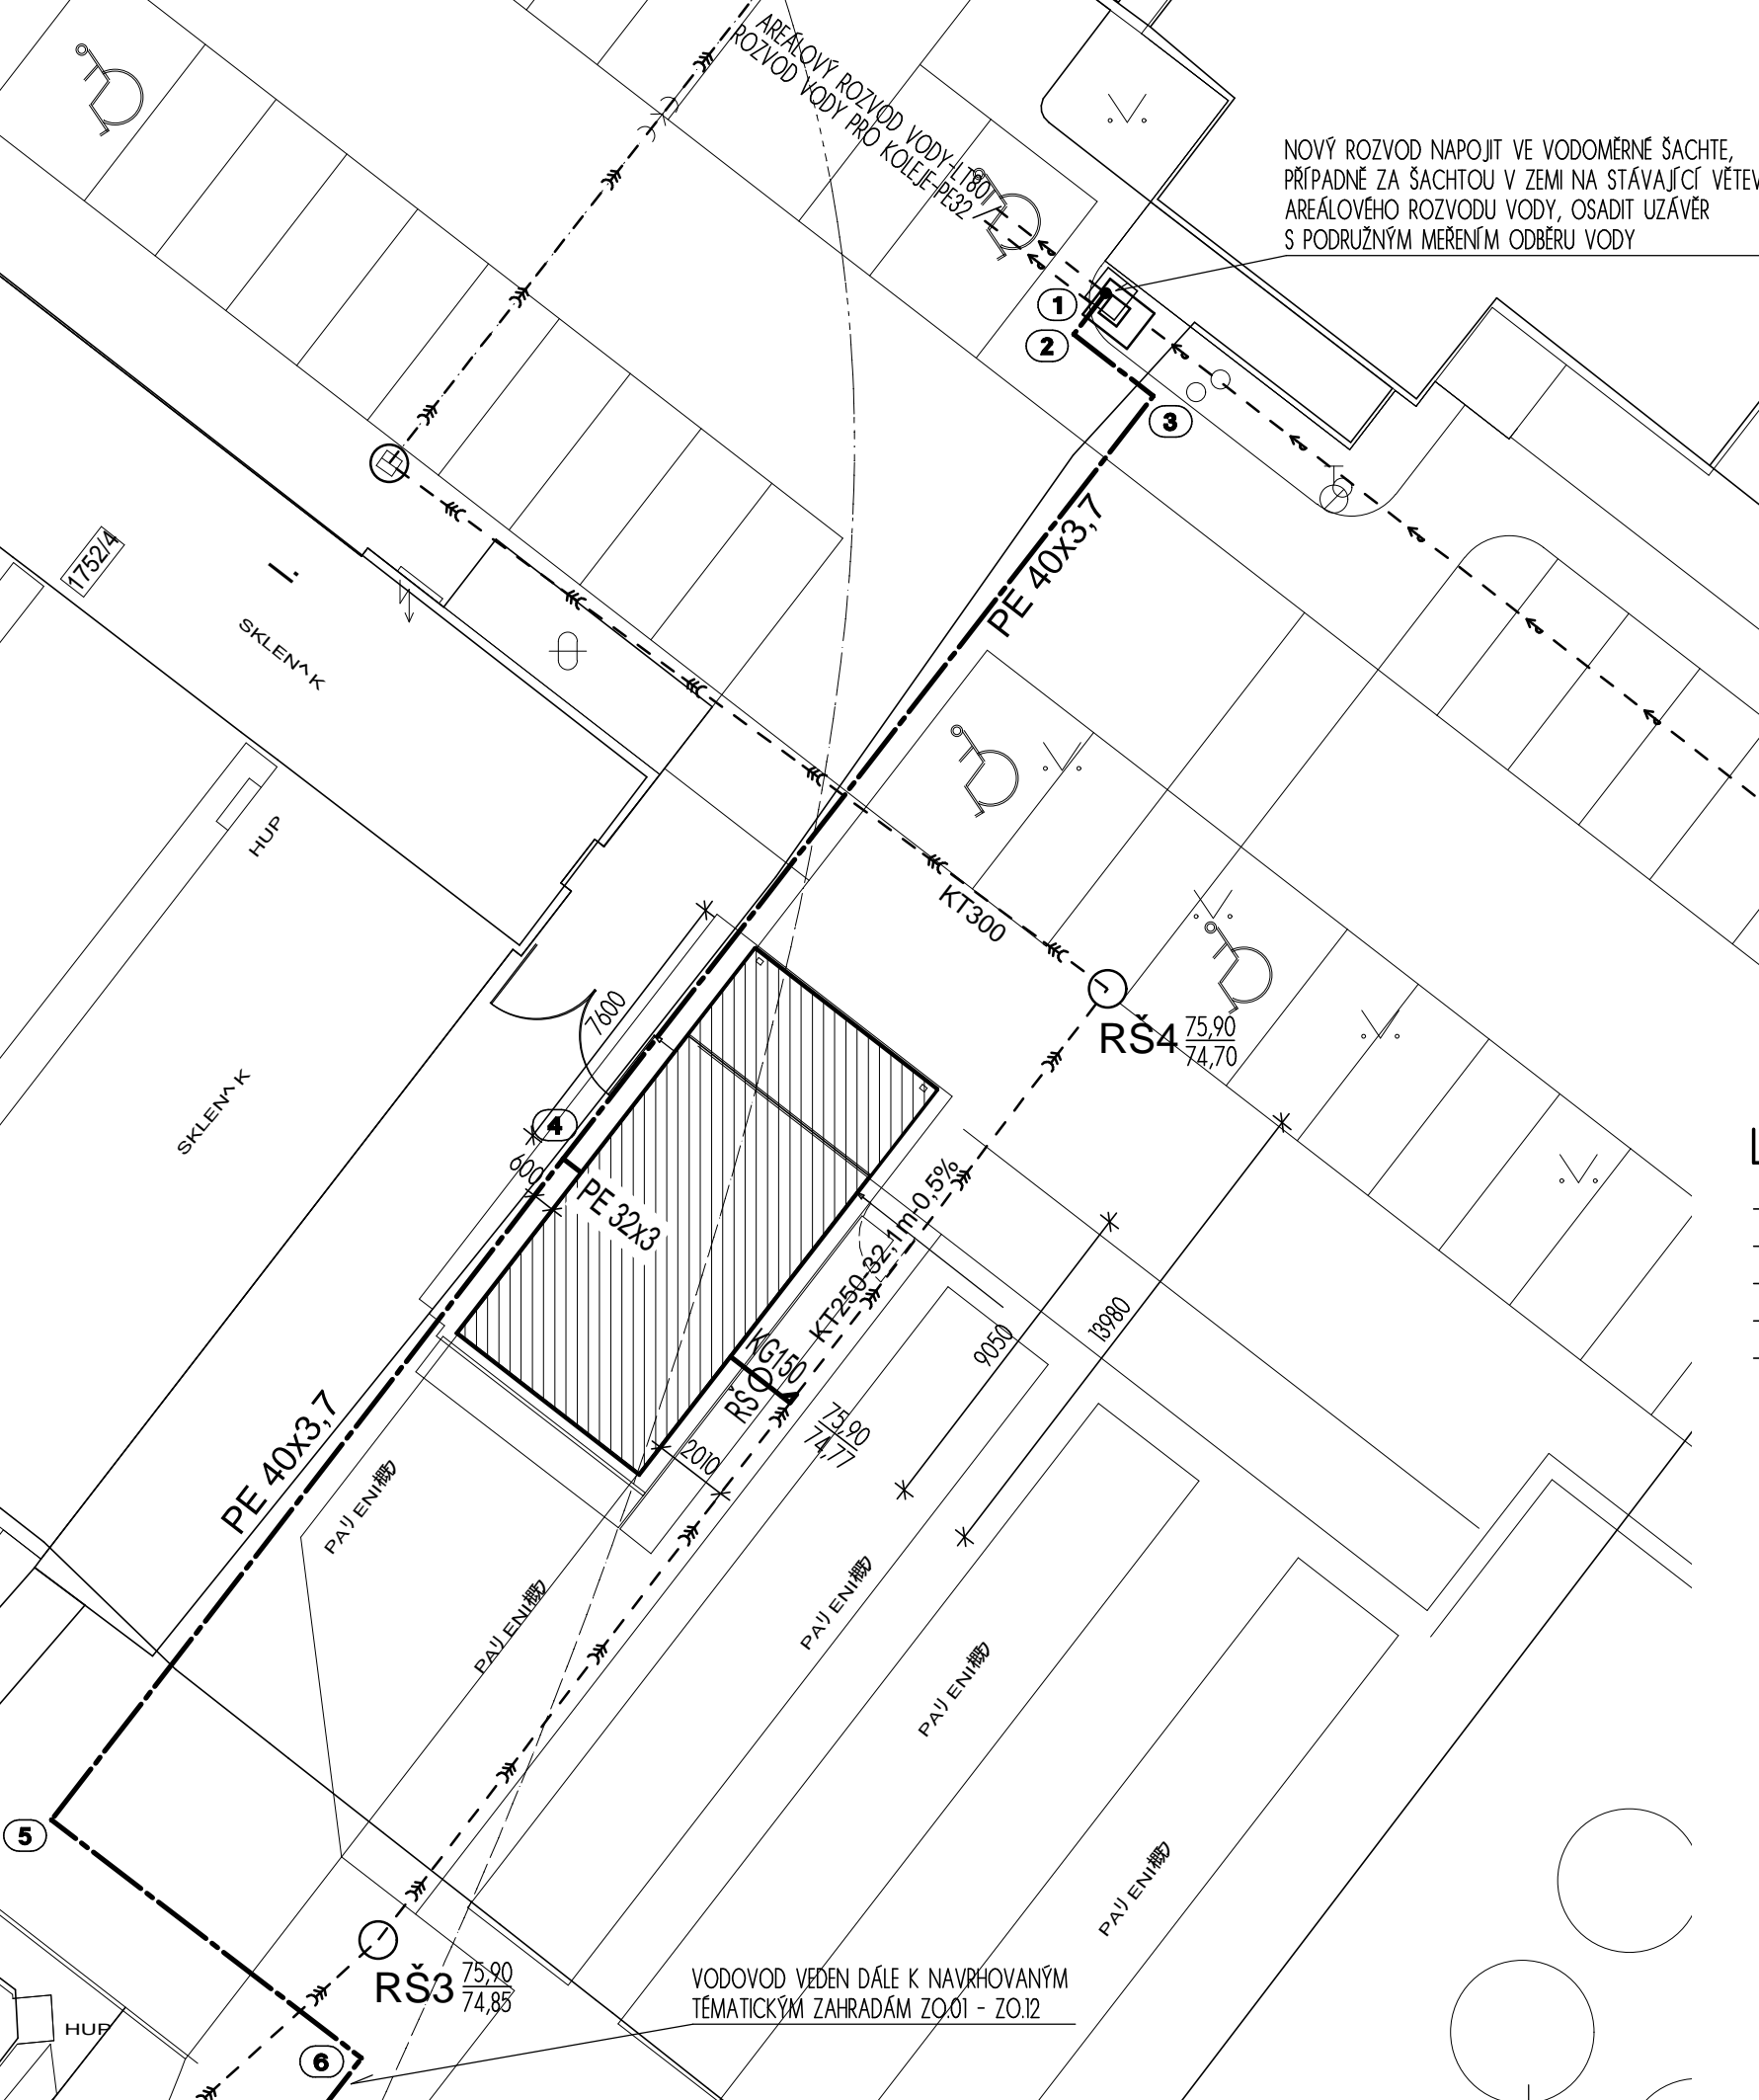 AREÁLOVÝ ROZVOD VODY-LT80
ROZVOD VODY PRO KOLEJE-PE32
NOVÝ ROZVOD NAPOJIT VE VODOMĚRNÉ ŠACHTE,
PŘÍPADNĚ ZA ŠACHTOU V ZEMI NA STÁVAJÍCÍ VĚTEV
AREÁLOVÉHO ROZVODU VODY, OSADIT UZÁVĚR
S PODRUŽNÝM MEŘENÍM ODBĚRU VODY
1
2
3
PE 40x3,7
1752/4
I.
SKLEN^K
HUP
KT300
7600
RŠ4
75,90
74,70
SKLEN^K
4
600
PE 32x3
KT250-32,1m-0,5%
9050
13980
KG150
RŠ
75,90
74,77
2010
PE 40x3,7
5
RŠ3
75,90
74,85
VODOVOD VEDEN DÁLE K NAVRHOVANÝM
TÉMATICKÝM ZAHRADÁM ZO.01 - ZO.12
HUP
6